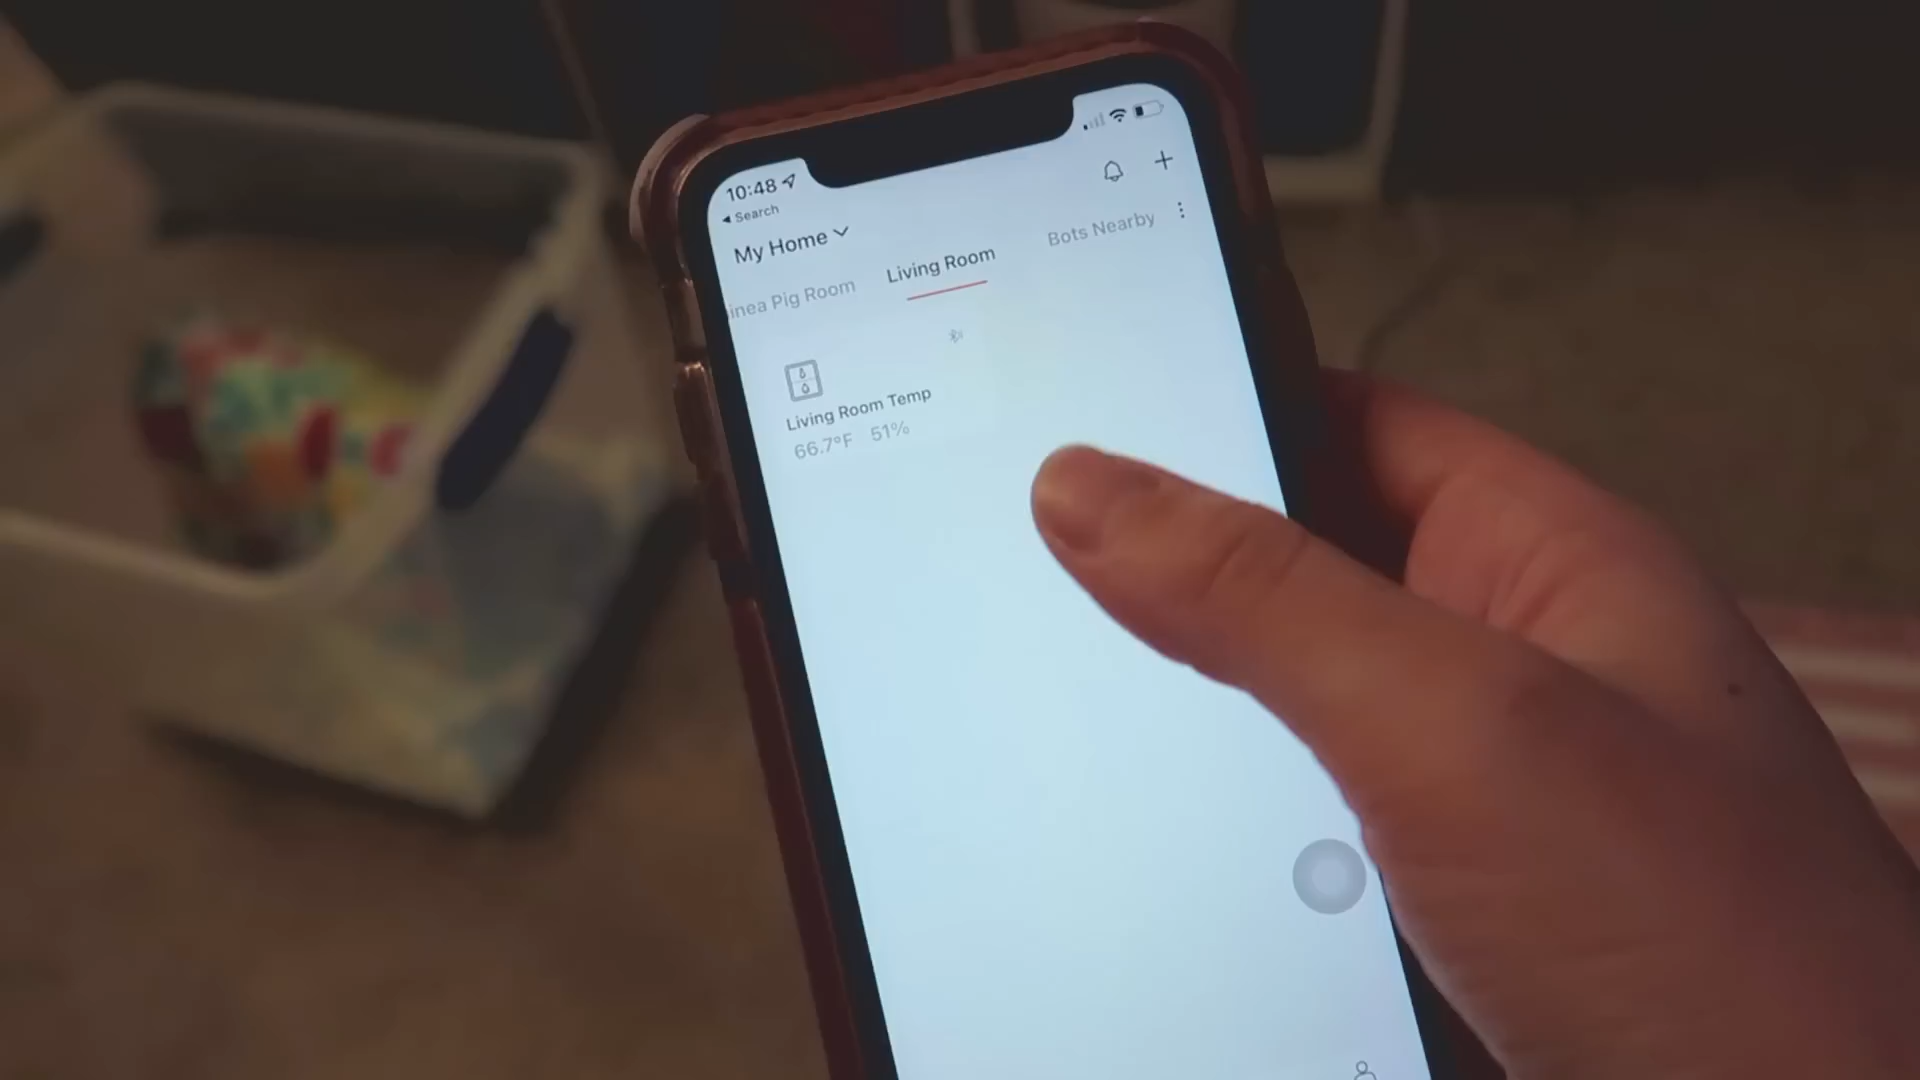 10:48
Search
My Home
inea Pig Room
Living Room
Bots Nearby
Living Room Temp
66.7°F 51%